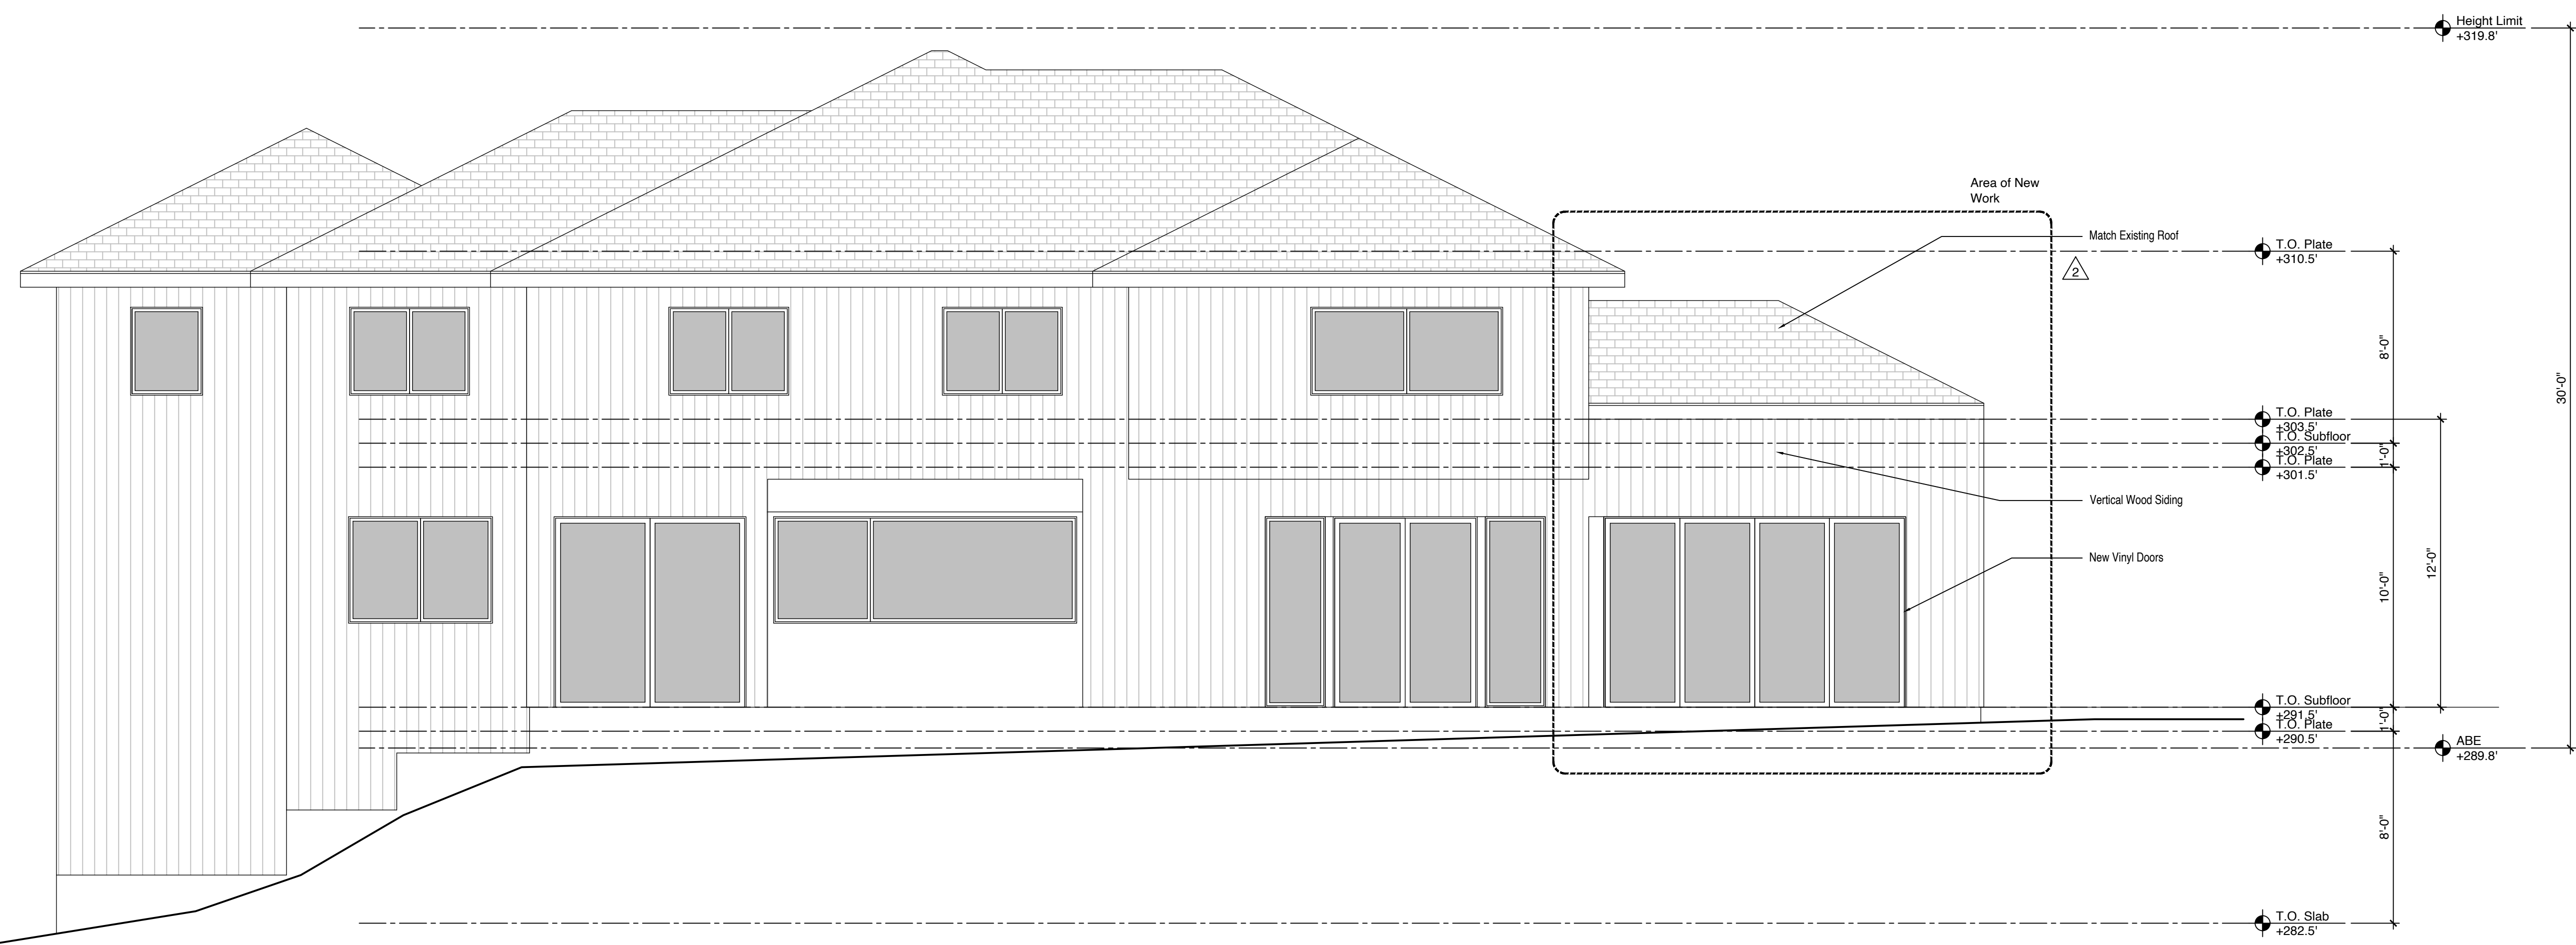 Height Limit
+319.8'
Area of New
Work
Match Existing Roof
2
T.O. Plate
+310.5'
8'-0"
30'-0"
T.O. Plate
+303.5'
T.O. Subfloor
+302.5'
1'-0"
T.O. Plate
+301.5'
Vertical Wood Siding
New Vinyl Doors
10'-0"
12'-0"
T.O. Subfloor
+291.5'
1'-0"
T.O. Plate
+290.5'
ABE
+289.8'
8'-0"
T.O. Slab
+282.5'